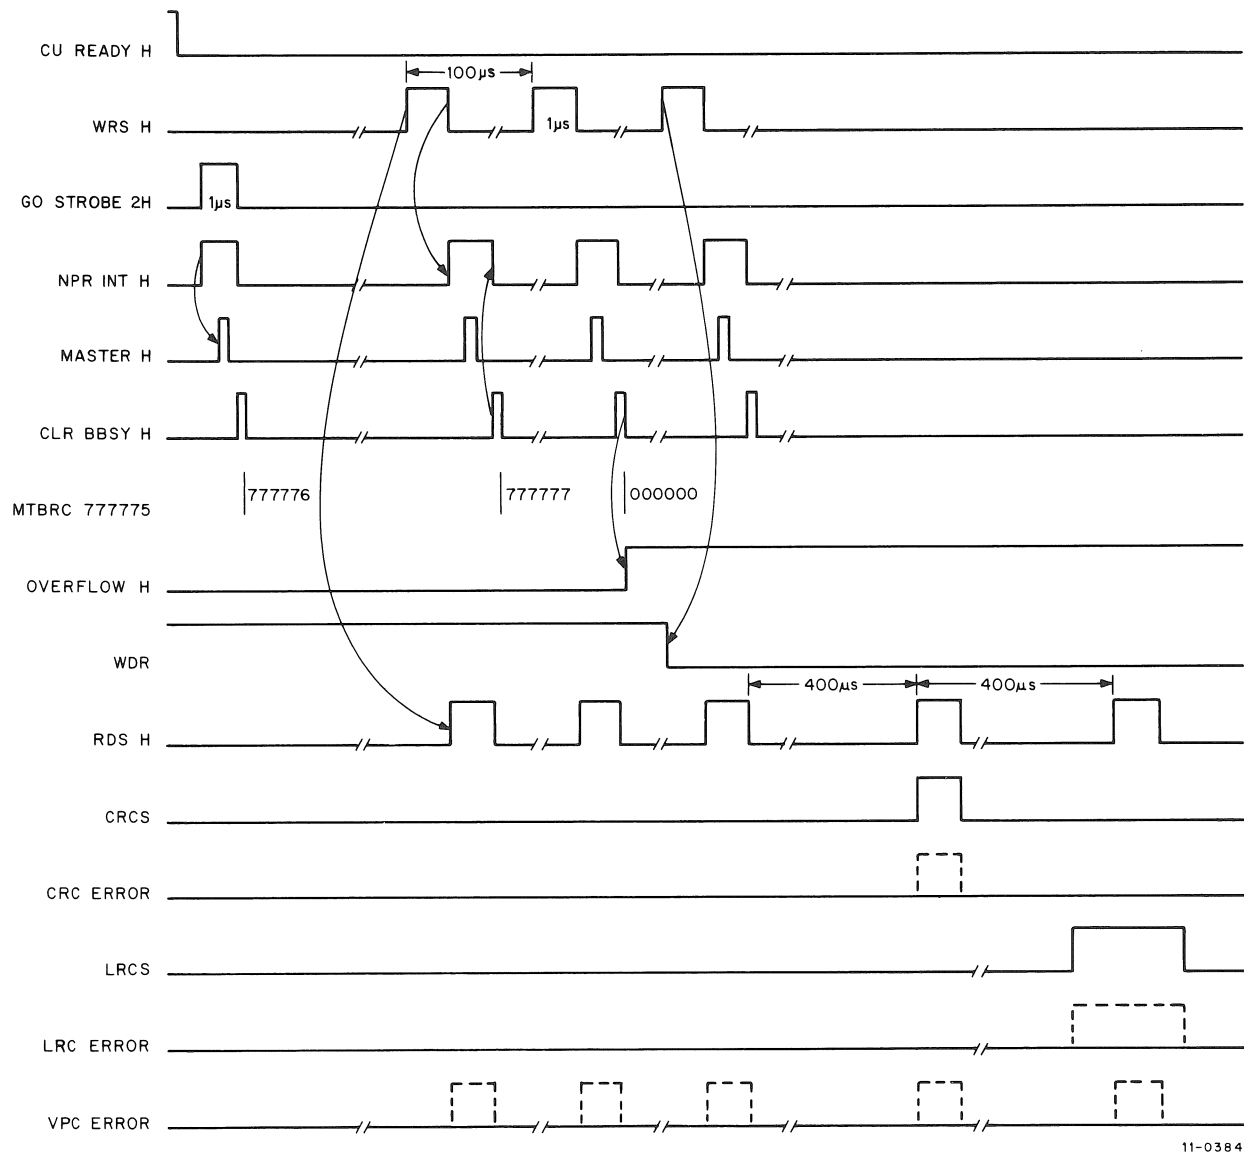 CU READY H
100µs
WRS H
1µs
GO STROBE 2H
1µs
NPR INT H
MASTER H
CLR BBSY H
MTBRC 777775
777776
777777
000000
OVERFLOW H
WDR
400µs
400µs
RDS H
CRCS
CRC ERROR
LRCS
LRC ERROR
VPC ERROR
11-0384